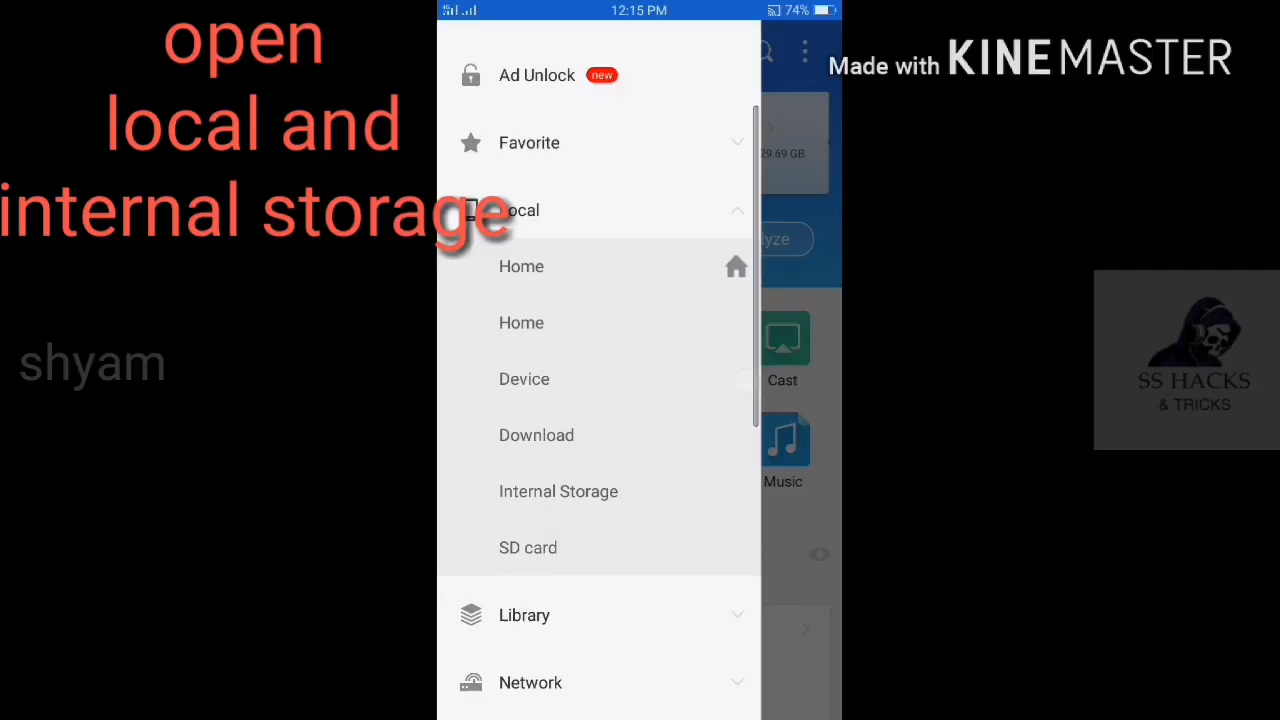 open
local and
internal storage
shyam
12:15 PM
74%
Ad Unlock new
Favorite
Local
Home
Home
Device
Download
Internal Storage
SD card
Library
Network
29.69 GB
Cast
Music
Made with KINEMASTER
SS HACKS
& TRICKS